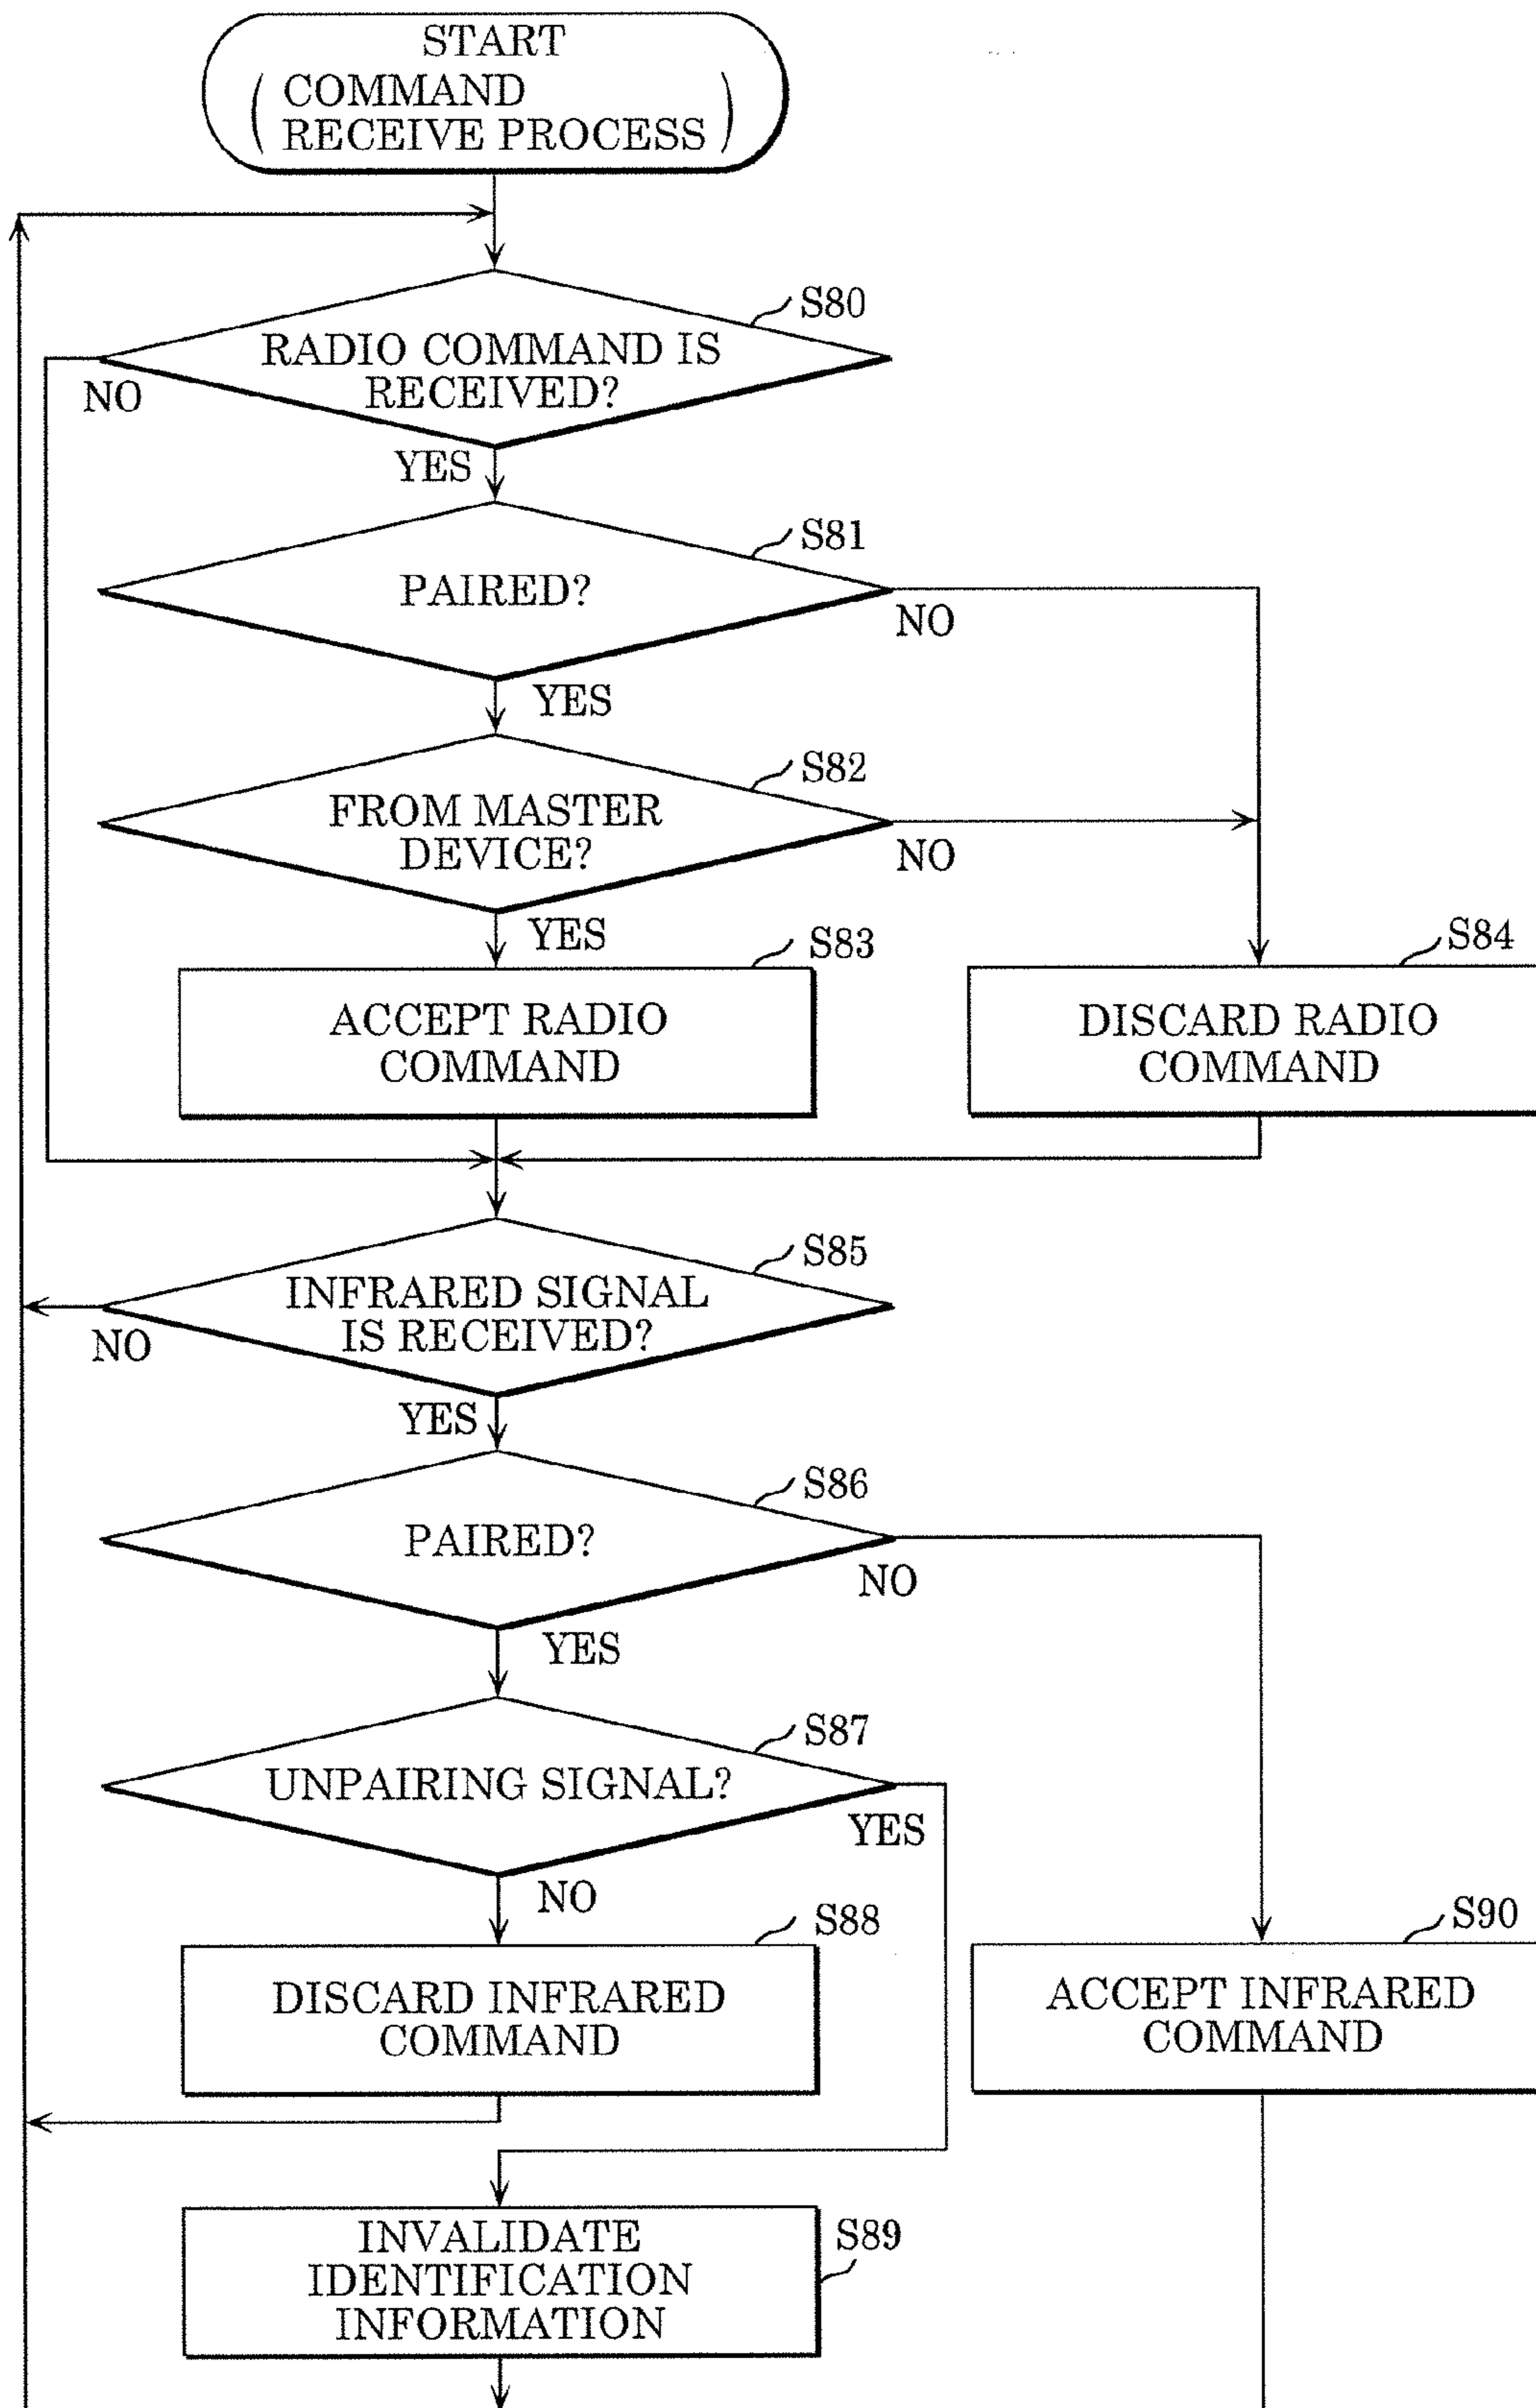 START
( COMMAND
RECEIVE PROCESS )
S80
RADIO COMMAND IS
RECEIVED?
NO
YES
S81
PAIRED?
NO
YES
S82
FROM MASTER
DEVICE?
NO
YES
S83
S84
ACCEPT RADIO
COMMAND
DISCARD RADIO
COMMAND
S85
INFRARED SIGNAL
IS RECEIVED?
NO
YES
S86
PAIRED?
NO
YES
S87
UNPAIRING SIGNAL?
YES
NO
S88
S90
DISCARD INFRARED
COMMAND
ACCEPT INFRARED
COMMAND
S89
INVALIDATE
IDENTIFICATION
INFORMATION